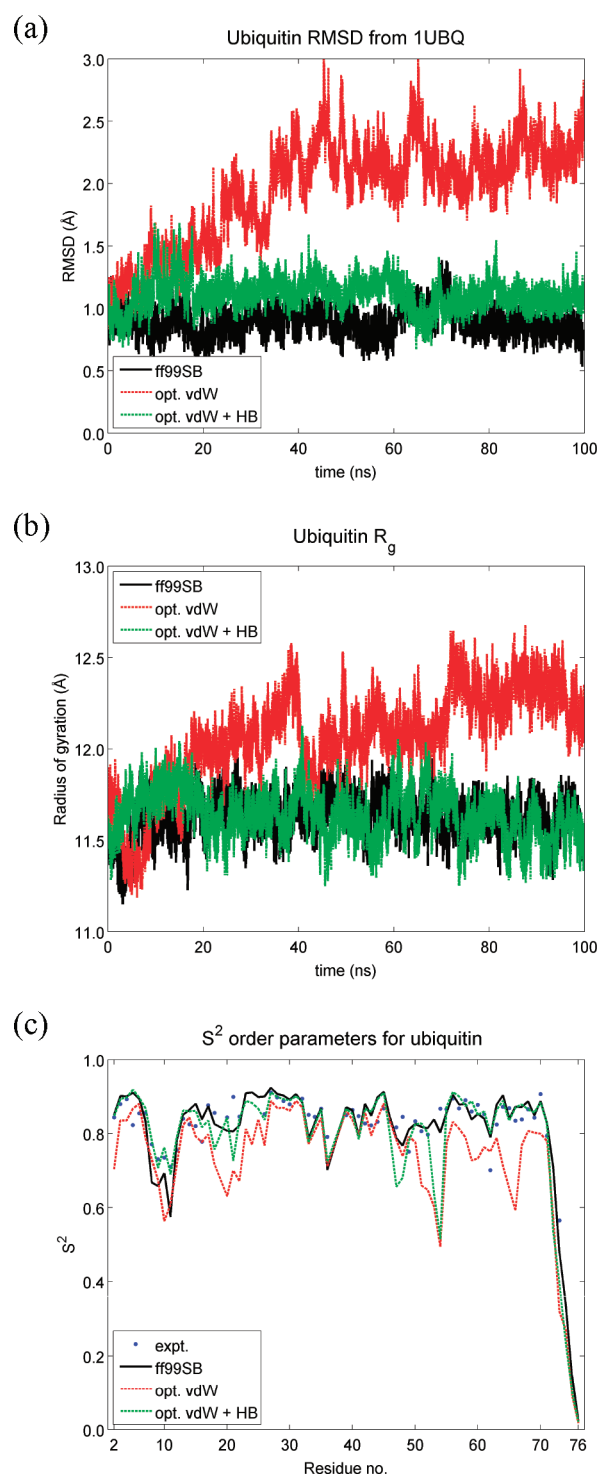 (a)
Ubiquitin RMSD from 1UBQ
3.0
2.5
2.0
1.5
1.0
0.5
0.0
RMSD (Å)
ff99SB
opt. vdW
opt. vdW + HB
0 20 40 60 80 100
time (ns)
(b)
Ubiquitin Rg
13.0
12.5
12.0
11.5
11.0
Radius of gyration (Å)
ff99SB
opt. vdW
opt. vdW + HB
0 20 40 60 80 100
time (ns)
(c)
S² order parameters for ubiquitin
1.0
0.8
0.6
0.4
0.2
0.0
S²
expt.
ff99SB
opt. vdW
opt. vdW + HB
2 10 20 30 40 50 60 70 76
Residue no.